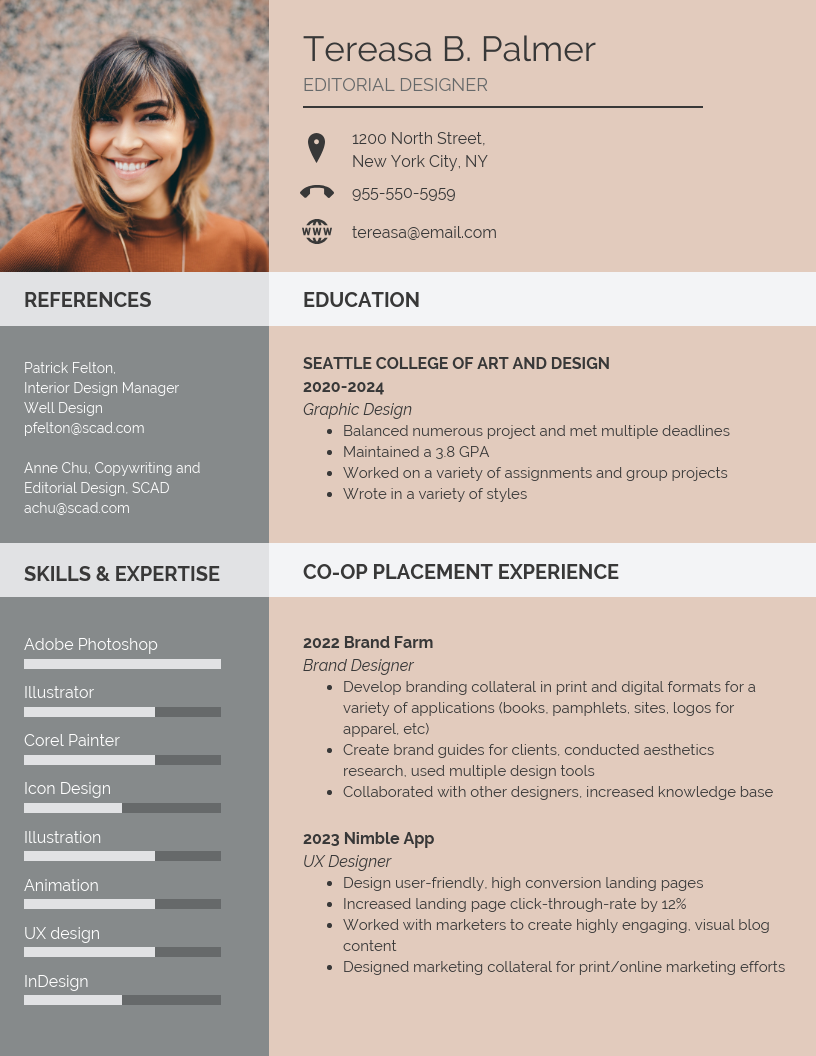 Tereasa B. Palmer
EDITORIAL DESIGNER
1200 North Street,
New York City, NY
955-550-5959
WWW
tereasa@email.com
REFERENCES
Patrick Felton,
Interior Design Manager
Well Design
pfelton@scad.com
Anne Chu, Copywriting and
Editorial Design, SCAD
achu@scad.com
SKILLS & EXPERTISE
Adobe Photoshop
Illustrator
Corel Painter
Icon Design
Illustration
Animation
UX design
InDesign
EDUCATION
SEATTLE COLLEGE OF ART AND DESIGN
2020-2024
Graphic Design
• Balanced numerous project and met multiple deadlines
• Maintained a 3.8 GPA
• Worked on a variety of assignments and group projects
• Wrote in a variety of styles
CO-OP PLACEMENT EXPERIENCE
2022 Brand Farm
Brand Designer
• Develop branding collateral in print and digital formats for a
variety of applications (books, pamphlets, sites, logos for
apparel, etc)
• Create brand guides for clients, conducted aesthetics
research, used multiple design tools
• Collaborated with other designers, increased knowledge base
2023 Nimble App
UX Designer
• Design user-friendly, high conversion landing pages
• Increased landing page click-through-rate by 12%
• Worked with marketers to create highly engaging, visual blog
content
• Designed marketing collateral for print/online marketing efforts